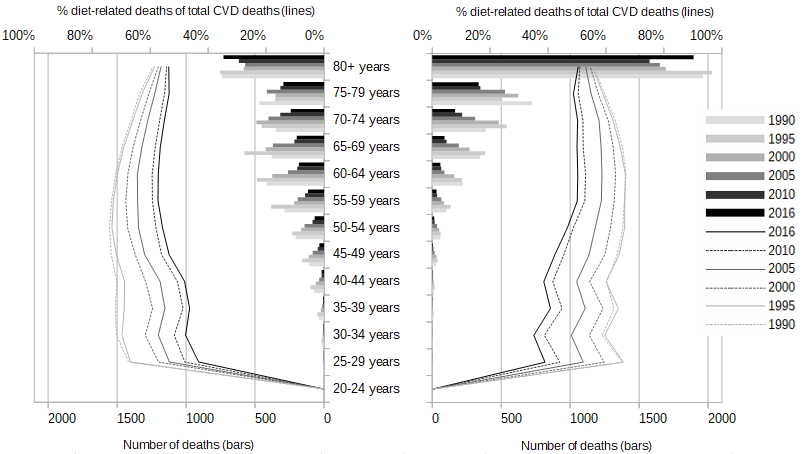 % diet-related deaths of total CVD deaths (lines) % diet-related deaths of total CVD deaths (lines)
100% 80% 60% 40% 20% 0% 0% 20% 40% 60% 80% 100%
80+ years
75-79 years
70-74 years
65-69 years
60-64 years
55-59 years
50-54 years
45-49 years
40-44 years
35-39 years
30-34 years
25-29 years
20-24 years
1990
1995
2000
2005
2010
2016
2016
2010
2005
2000
1995
1990
2000 1500 1000 500 0 0 500 1000 1500 2000
Number of deaths (bars) Number of deaths (bars)